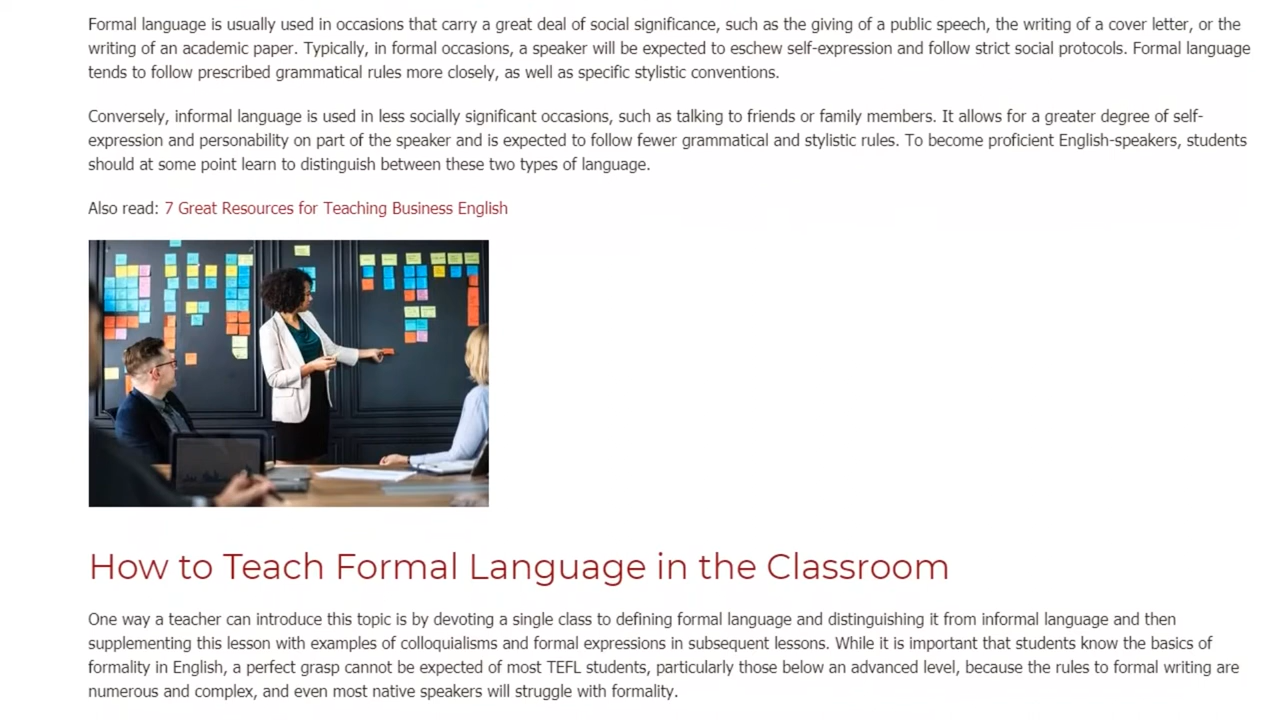 Formal language is usually used in occasions that carry a great deal of social significance, such as the giving of a public speech, the writing of a cover letter, or the
writing of an academic paper. Typically, in formal occasions, a speaker will be expected to eschew self-expression and follow strict social protocols. Formal language
tends to follow prescribed grammatical rules more closely, as well as specific stylistic conventions.
Conversely, informal language is used in less socially significant occasions, such as talking to friends or family members. It allows for a greater degree of self-
expression and personability on part of the speaker and is expected to follow fewer grammatical and stylistic rules. To become proficient English-speakers, students
should at some point learn to distinguish between these two types of language.
Also read: 7 Great Resources for Teaching Business English
How to Teach Formal Language in the Classroom
One way a teacher can introduce this topic is by devoting a single class to defining formal language and distinguishing it from informal language and then
supplementing this lesson with examples of colloquialisms and formal expressions in subsequent lessons. While it is important that students know the basics of
formality in English, a perfect grasp cannot be expected of most TEFL students, particularly those below an advanced level, because the rules to formal writing are
numerous and complex, and even most native speakers will struggle with formality.